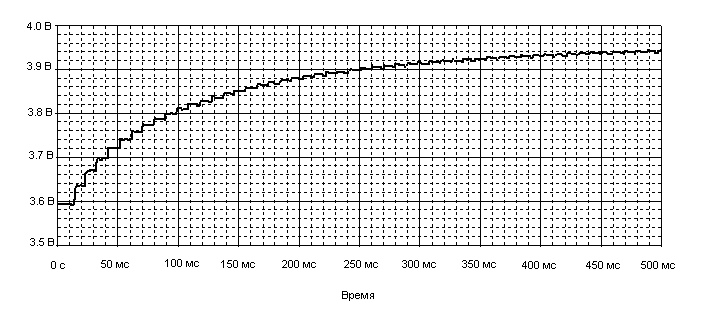 4.0 В
3.9 В
3.8 В
3.7 В
3.6 В
3.5 В
0 с 50 мс 100 мс 150 мс 200 мс 250 мс 300 мс 350 мс 400 мс 450 мс 500 мс
Время